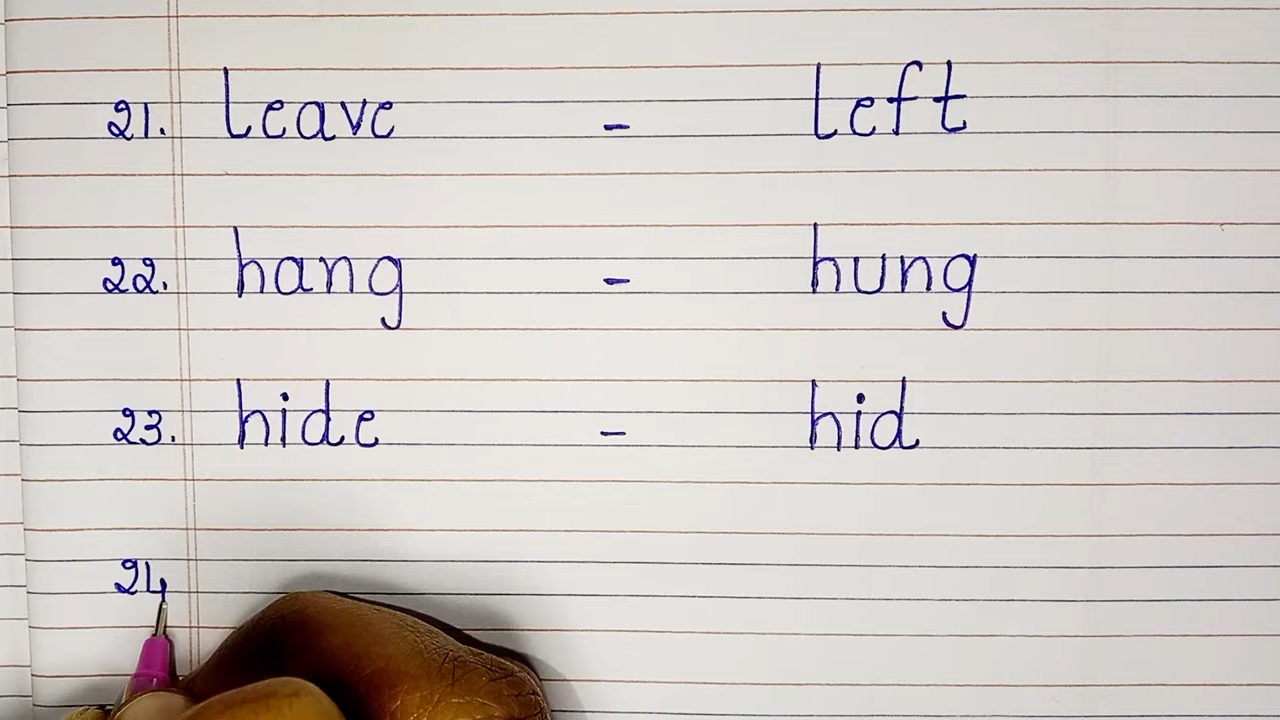 21. leave - left
22. hang - hung
23. hide - hid
24